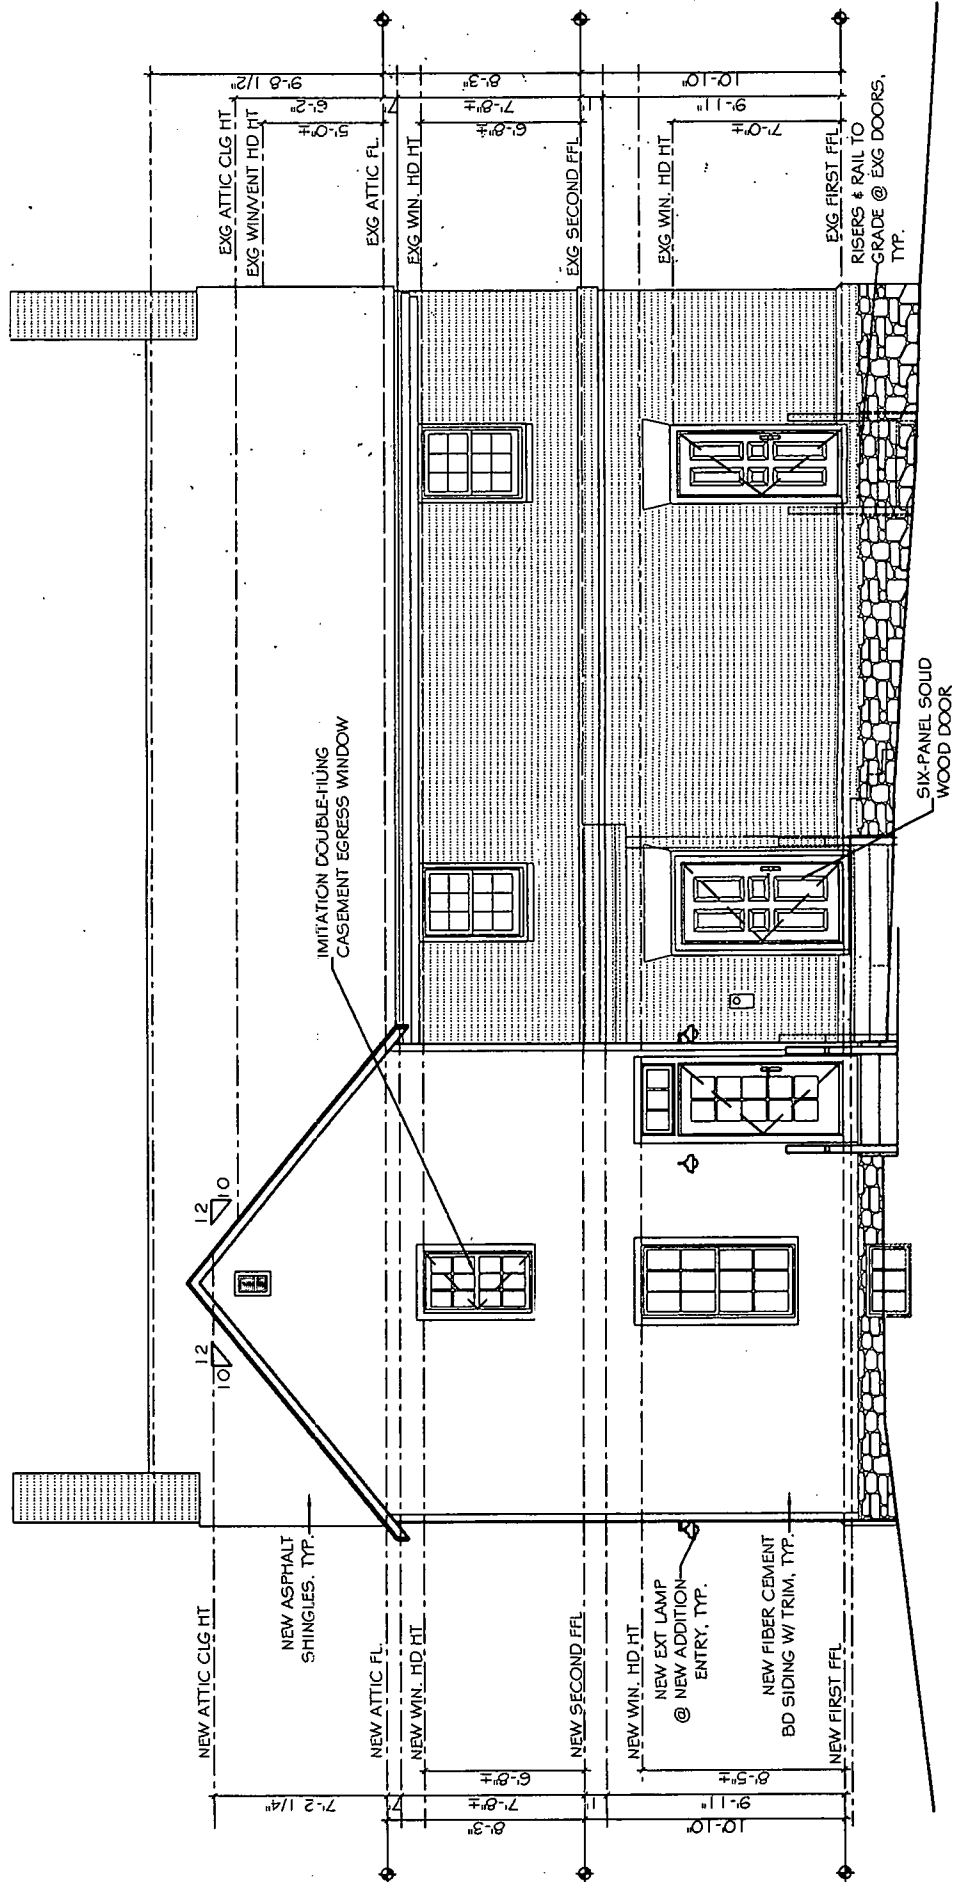 12
10
12
10
NEW ATTIC CLG HT
NEW ASPHALT
SHINGLES. TYP.
NEW ATTIC FL.
NEW WIN. HD HT
NEW SECOND FFL
NEW WIN. HD HT
NEW EXT LAMP
@ NEW ADDITION
ENTRY, TYP.
NEW FIBER CEMENT
BD SIDING W/ TRIM, TYP.
NEW FIRST FFL
7'-2 1/4"
7"
8'-3"
7'-8"±
6'-8"±
1"
10'-10"
9'-11"
8'-5"±
IMITATION DOUBLE-HUNG
CASEMENT EGRESS WINDOW
SIX-PANEL SOLID
WOOD DOOR
EXG ATTIC CLG HT
EXG WIN/VENT HD HT
EXG ATTIC FL.
EXG WIN. HD HT
EXG SECOND FFL
EXG WIN. HD HT
EXG FIRST FFL
RISERS & RAIL TO
GRADE @ EXG DOORS,
TYP.
9'-8 1/2"
6'-2"
5'-0"±
7"
8'-3"
7'-8"±
6'-8"±
1"
10'-10"
9'-11"
7'-0"±